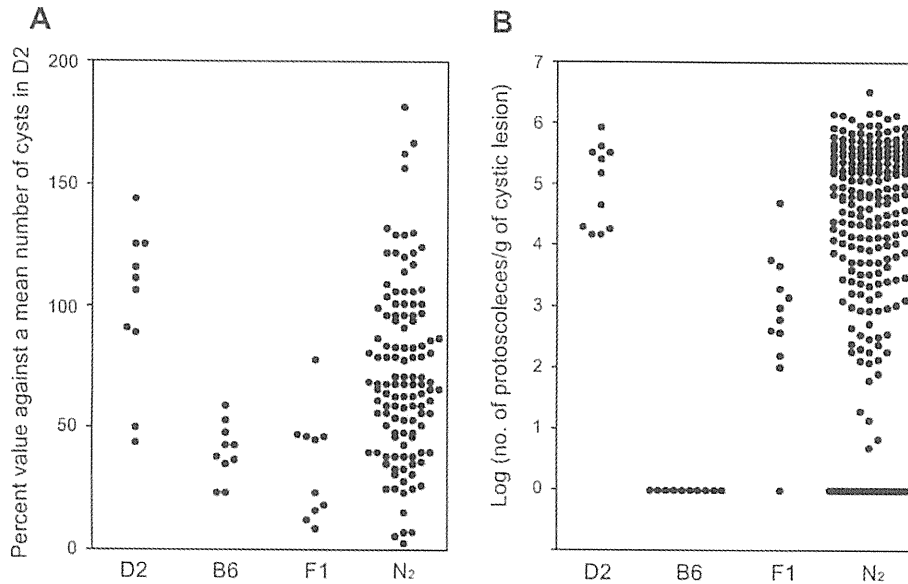 A
Percent value against a mean number of cysts in D2
200
150
100
50
0
D2 B6 F1 N₂
B
Log (no. of protoscoleces/g of cystic lesion)
7
6
5
4
3
2
1
0
D2 B6 F1 N₂